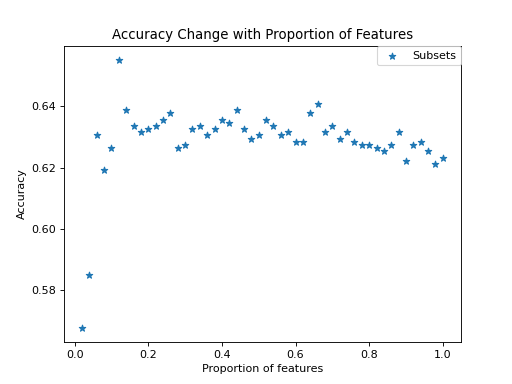 Accuracy Change with Proportion of Features
Subsets
0.64
0.62
0.60
0.58
Accuracy
0.0 0.2 0.4 0.6 0.8 1.0
Proportion of features